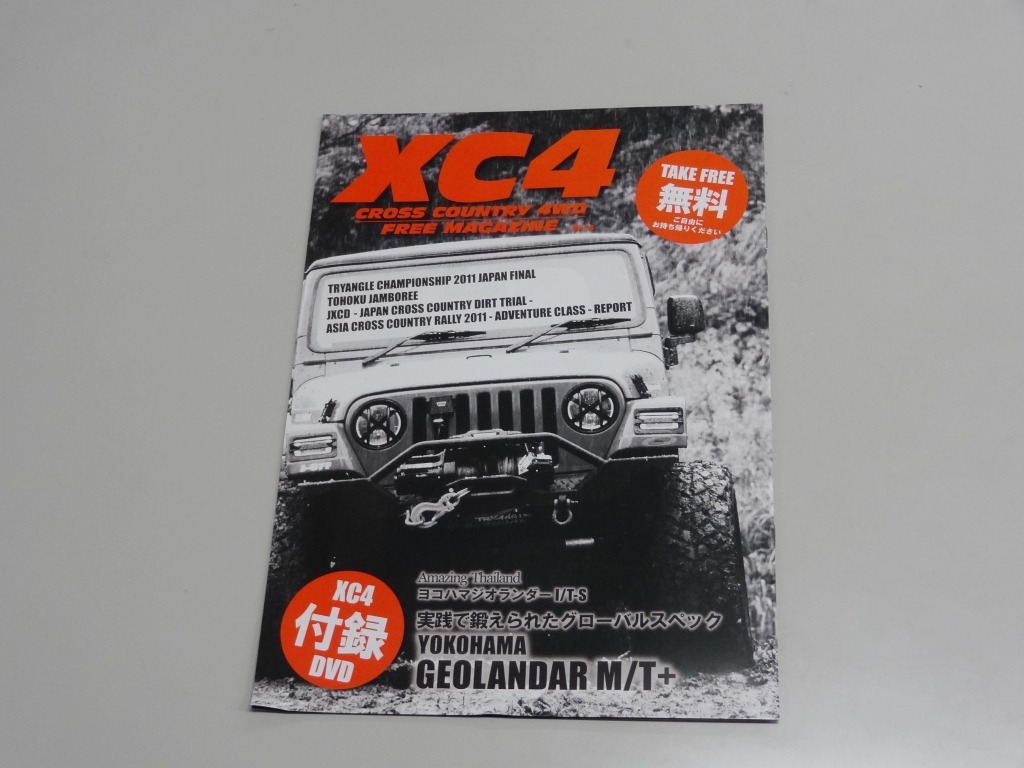 XC4
CROSS COUNTRY 4WD
FREE MAGAZINE
TAKE FREE
無料
ご自由に
お持ち帰りください
TRYANGLE CHAMPIONSHIP 2011 JAPAN FINAL
TOHOKU JAMBOREE
JXCD - JAPAN CROSS COUNTRY DIRT TRIAL -
ASIA CROSS COUNTRY RALLY 2011 - ADVENTURE CLASS - REPORT
XC4
付録
DVD
Amazing Thailand
ヨコハマジオランダー I/T-S
実践で鍛えられたグローバルスペック
YOKOHAMA
GEOLANDAR M/T+